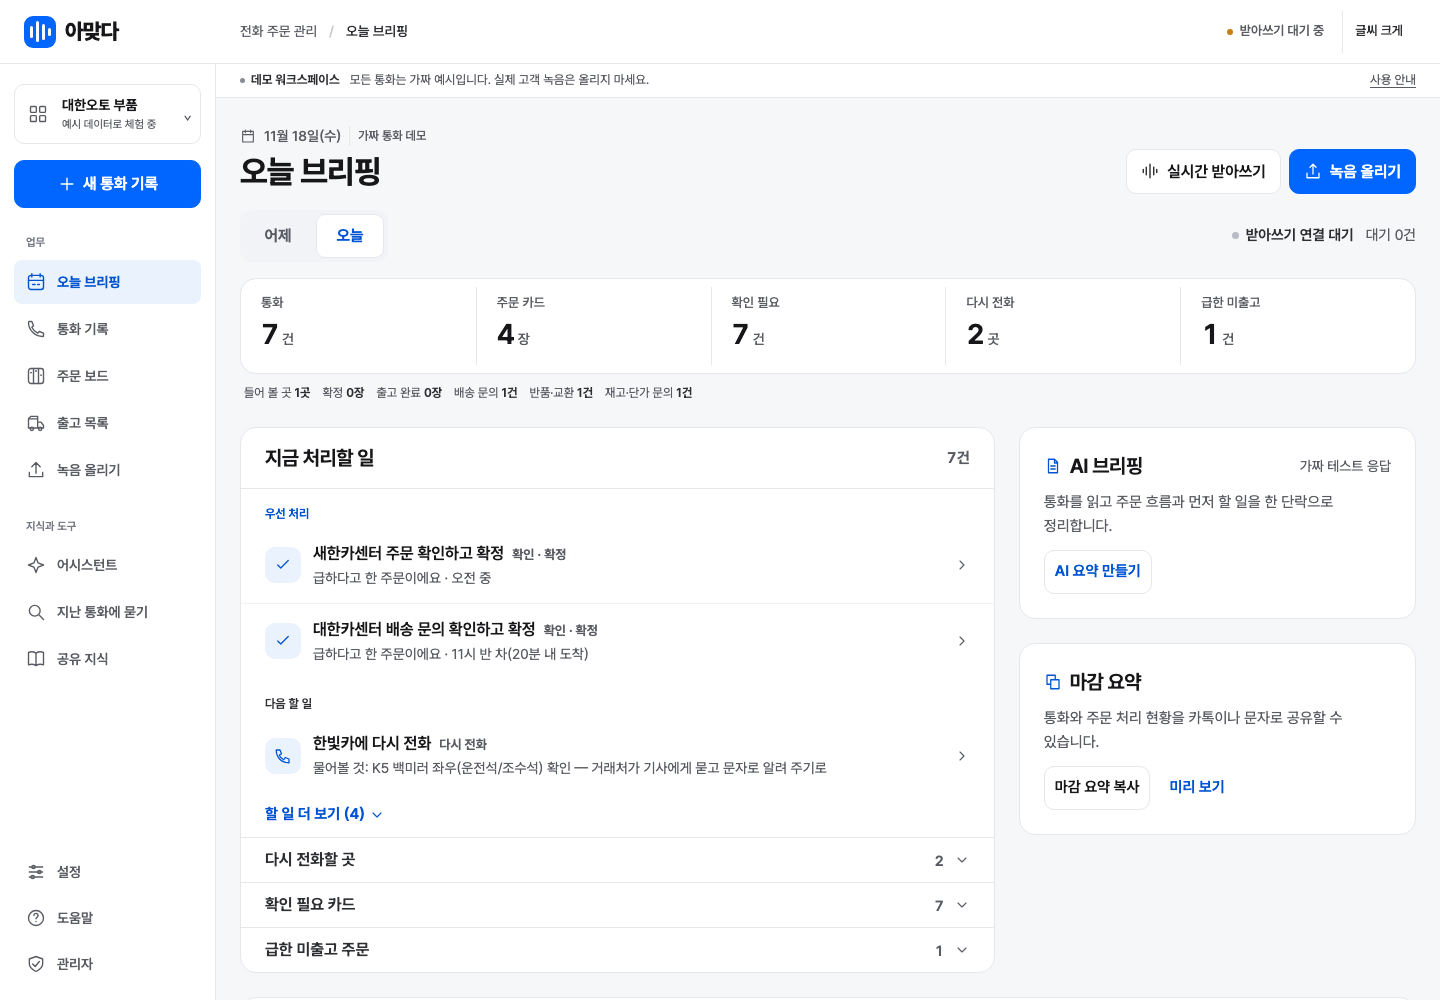 아맞다
전화 주문 관리 / 오늘 브리핑
받아쓰기 대기 중
글씨 크게
대한오토 부품
예시 데이터로 체험 중
새 통화 기록
업무
오늘 브리핑
통화 기록
주문 보드
출고 목록
녹음 올리기
지식과 도구
어시스턴트
지난 통화에 묻기
공유 지식
설정
도움말
관리자
데모 워크스페이스 모든 통화는 가짜 예시입니다. 실제 고객 녹음은 올리지 마세요.
사용 안내
11월 18일(수) 가짜 통화 데모
오늘 브리핑
실시간 받아쓰기
녹음 올리기
어제
오늘
받아쓰기 연결 대기 대기 0건
통화
7 건
주문 카드
4 장
확인 필요
7 건
다시 전화
2 곳
급한 미출고
1 건
들어 볼 곳 1곳 확정 0장 출고 완료 0장 배송 문의 1건 반품·교환 1건 재고·단가 문의 1건
지금 처리할 일
7건
우선 처리
새한카센터 주문 확인하고 확정 확인 · 확정
급하다고 한 주문이에요 · 오전 중
대한카센터 배송 문의 확인하고 확정 확인 · 확정
급하다고 한 주문이에요 · 11시 반 차(20분 내 도착)
다음 할 일
한빛카에 다시 전화 다시 전화
물어볼 것: K5 백미러 좌우(운전석/조수석) 확인 — 거래처가 기사에게 묻고 문자로 알려 주기로
할 일 더 보기 (4)
다시 전화할 곳 2
확인 필요 카드 7
급한 미출고 주문 1
AI 브리핑
가짜 테스트 응답
통화를 읽고 주문 흐름과 먼저 할 일을 한 단락으로
정리합니다.
AI 요약 만들기
마감 요약
통화와 주문 처리 현황을 카톡이나 문자로 공유할 수
있습니다.
마감 요약 복사
미리 보기